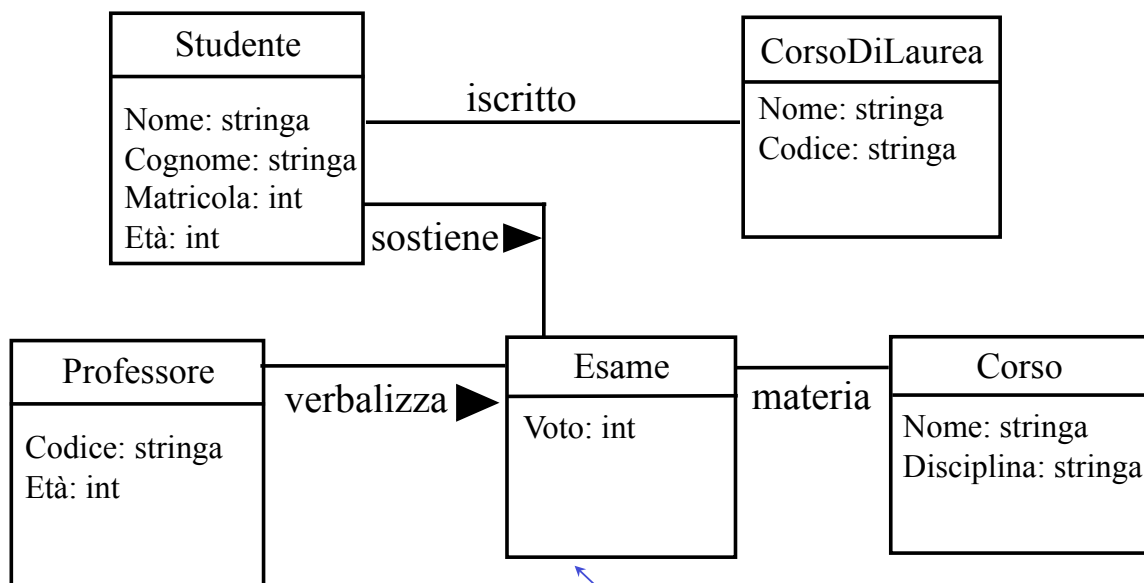 Studente
Nome: stringa
Cognome: stringa
Matricola: int
Età: int
iscritto
CorsoDiLaurea
Nome: stringa
Codice: stringa
sostiene
Professore
Codice: stringa
Età: int
verbalizza
Esame
Voto: int
materia
Corso
Nome: stringa
Disciplina: stringa